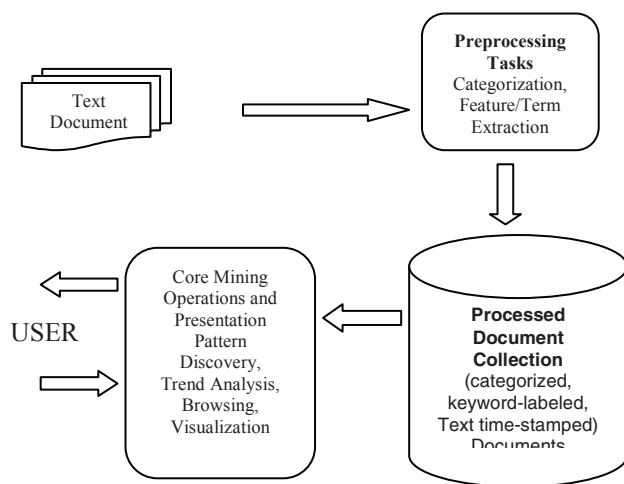 Text
Document
Preprocessing
Tasks
Categorization,
Feature/Term
Extraction
USER
Core Mining
Operations and
Presentation
Pattern
Discovery,
Trend Analysis,
Browsing,
Visualization
Processed
Document
Collection
(categorized,
keyword-labeled,
Text time-stamped)
Documents